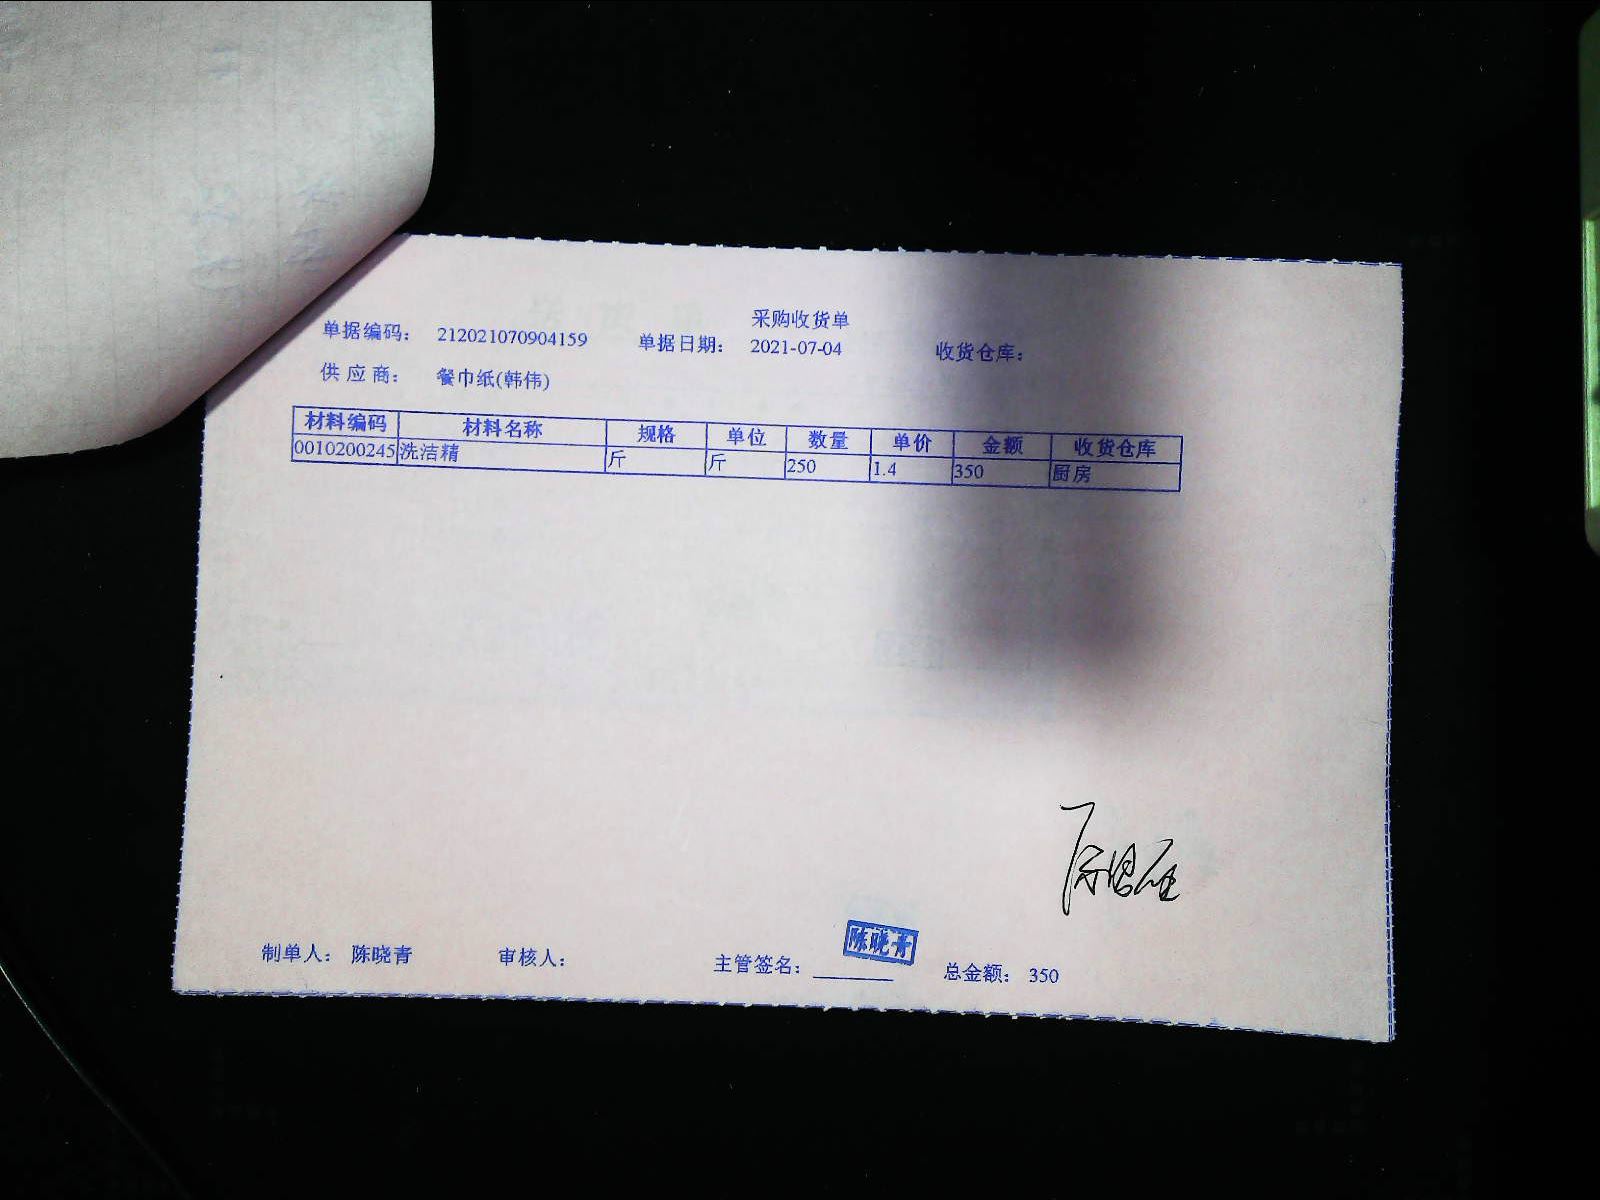 采购收货单
单据编码： 212021070904159 单据日期： 2021-07-04 收货仓库：
供 应 商： 餐巾纸(韩伟)
材料编码 材料名称 规格 单位 数量 单价 金额 收货仓库
0010200245 洗洁精 斤 斤 250 1.4 350 厨房
陈晓青
制单人： 陈晓青 审核人： 主管签名： 总金额： 350